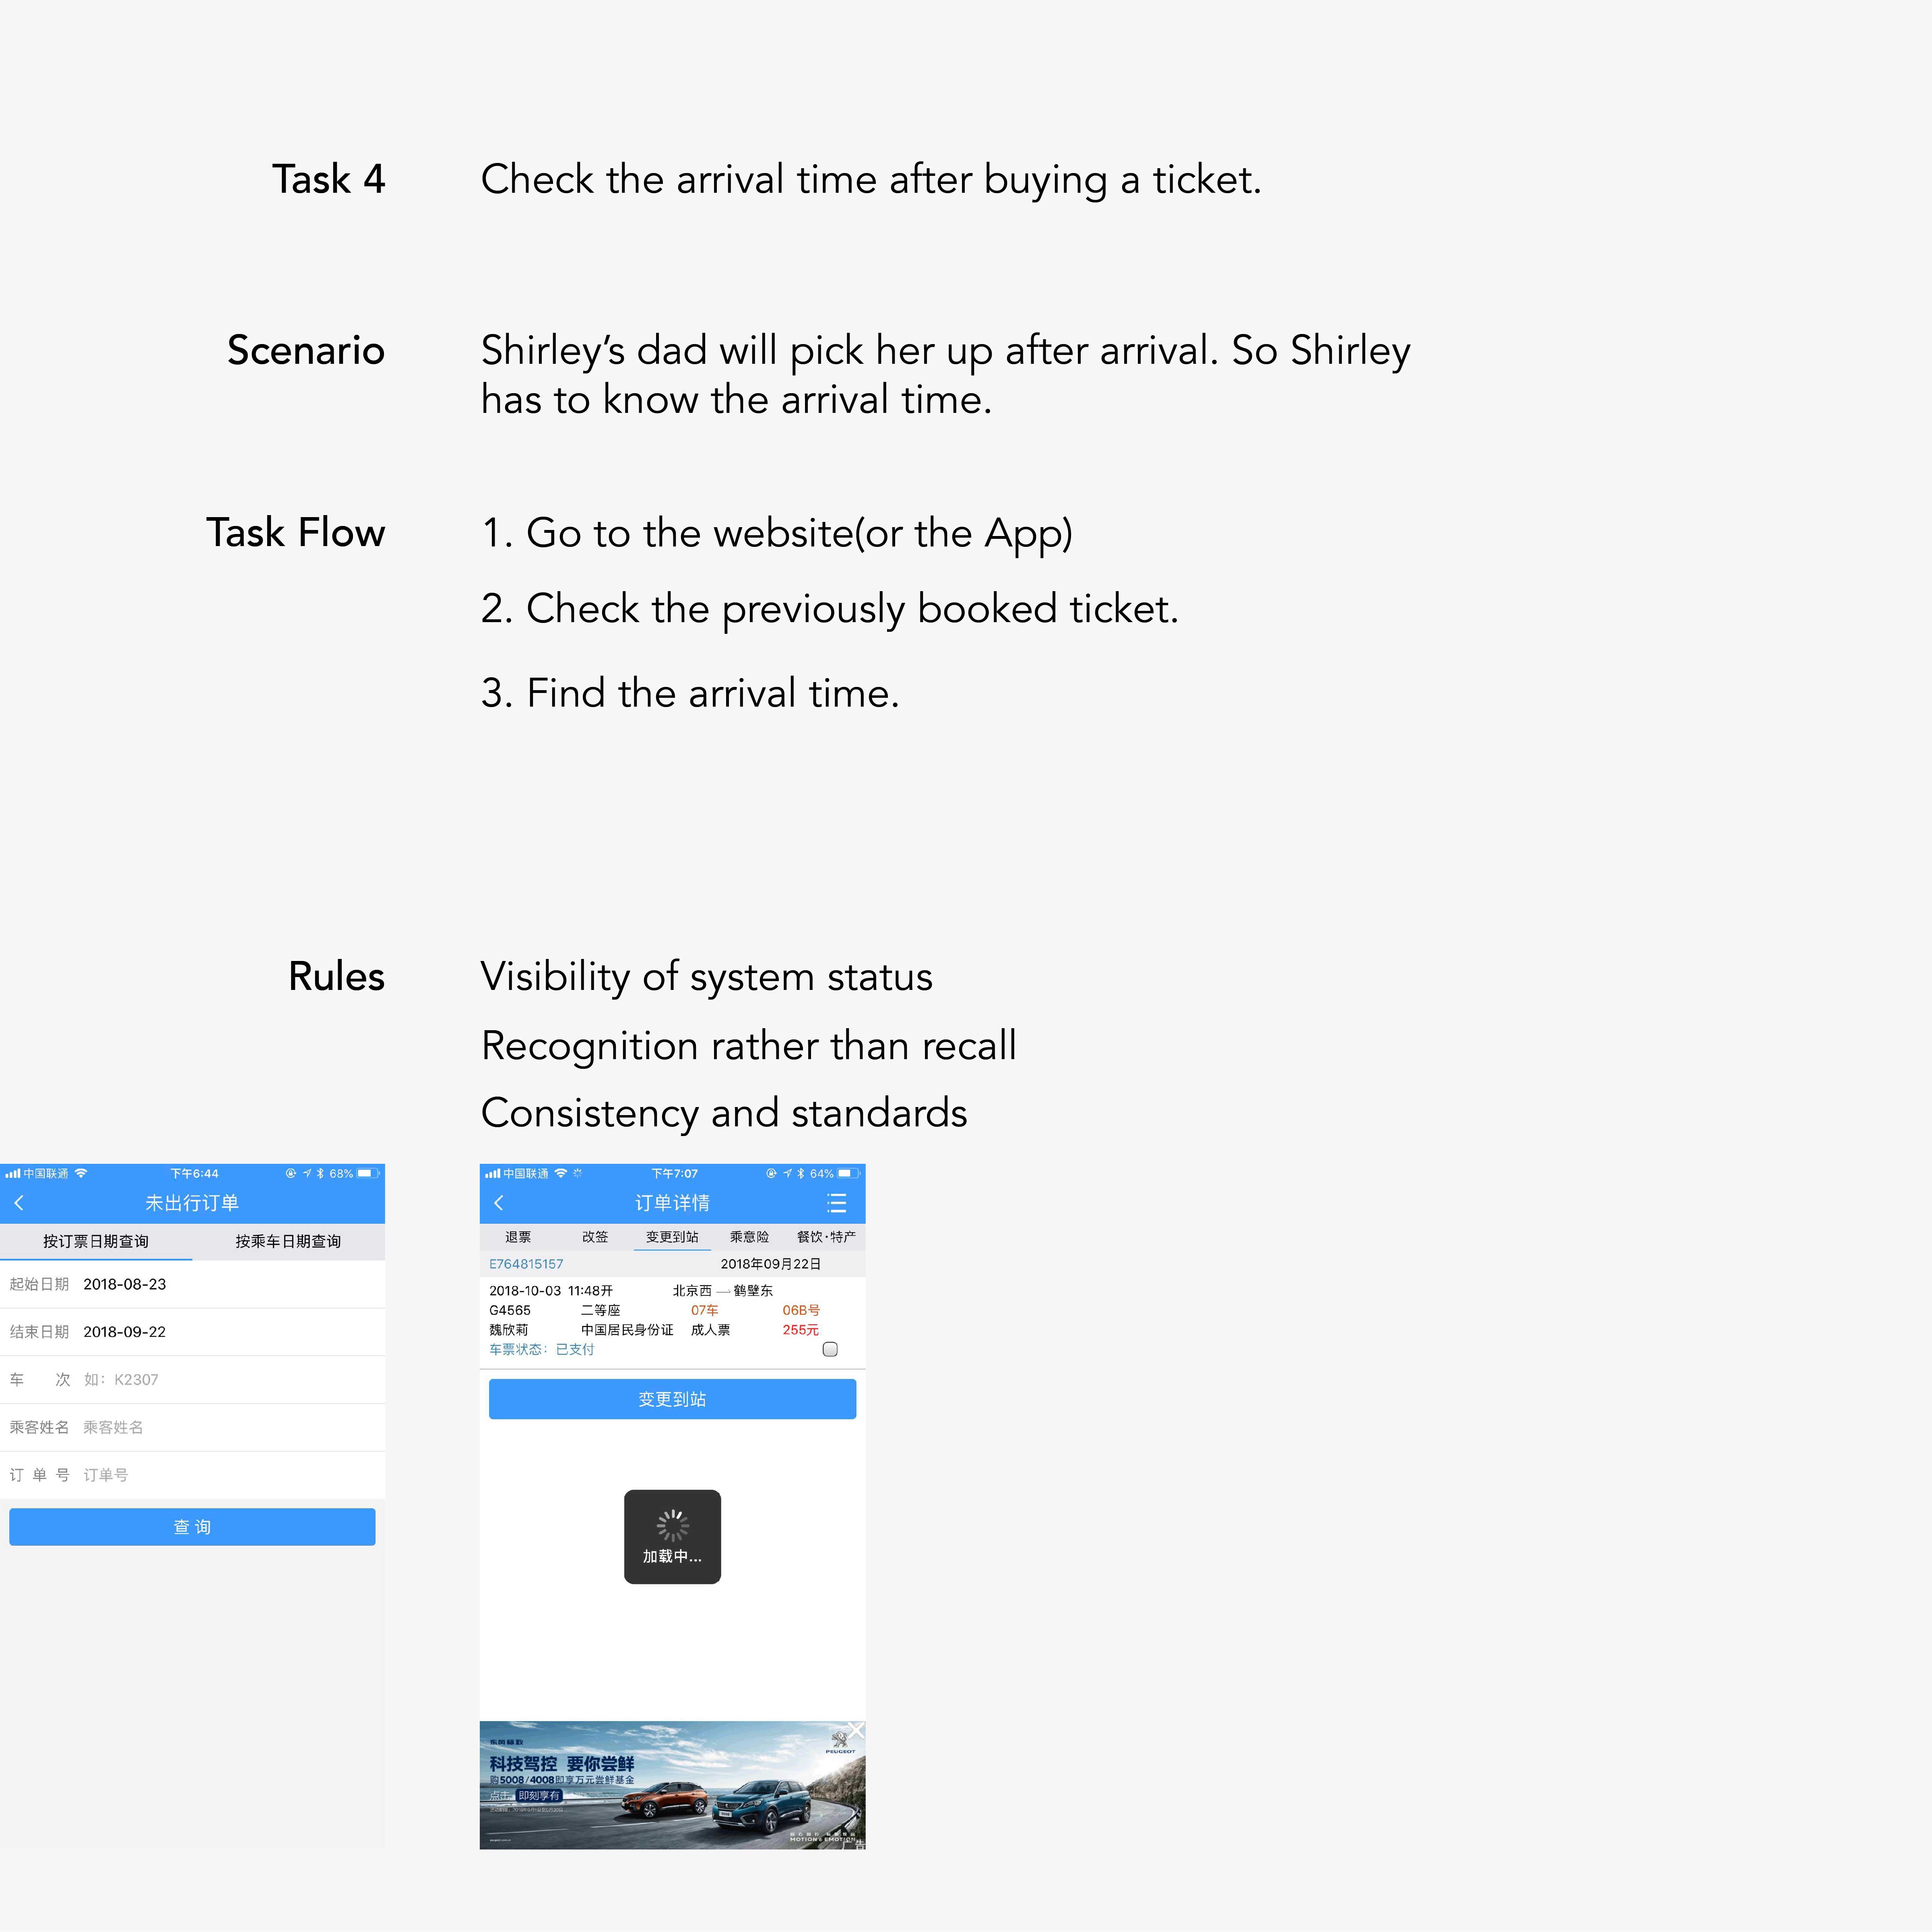 Task 4
Check the arrival time after buying a ticket.
Scenario
Shirley’s dad will pick her up after arrival. So Shirley
has to know the arrival time.
Task Flow
1. Go to the website(or the App)
2. Check the previously booked ticket.
3. Find the arrival time.
Rules
Visibility of system status
Recognition rather than recall
Consistency and standards
中国联通 下午6:44 68%
未出行订单
按订票日期查询 按乘车日期查询
起始日期 2018-08-23
结束日期 2018-09-22
车 次 如：K2307
乘客姓名 乘客姓名
订 单 号 订单号
查 询
中国联通 下午7:07 64%
订单详情
退票 改签 变更到站 乘意险 餐饮·特产
E764815157 2018年09月22日
2018-10-03 11:48开 北京西 — 鹤壁东
G4565 二等座 07车 06B号
魏欣莉 中国居民身份证 成人票 255元
车票状态：已支付
变更到站
加载中...
东风标致
PEUGEOT
科技驾控 要你尝鲜
购5008/4008即享万元尝鲜基金
点击 即刻享有
MOTION & EMOTION
广告